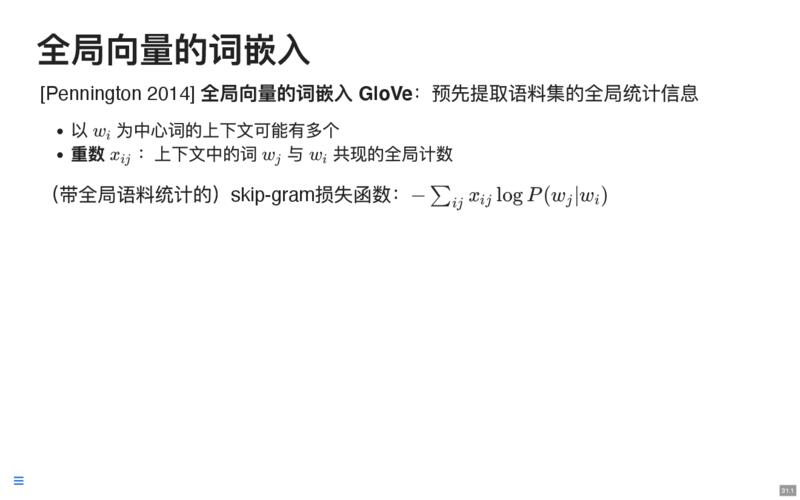 全局向量的词嵌入
[Pennington 2014] 全局向量的词嵌入 GloVe：预先提取语料集的全局统计信息
• 以 w_i 为中心词的上下文可能有多个
• 重数 x_{ij} ：上下文中的词 w_j 与 w_i 共现的全局计数
（带全局语料统计的）skip-gram损失函数：− ∑_{ij} x_{ij} log P(w_j|w_i)
31.1